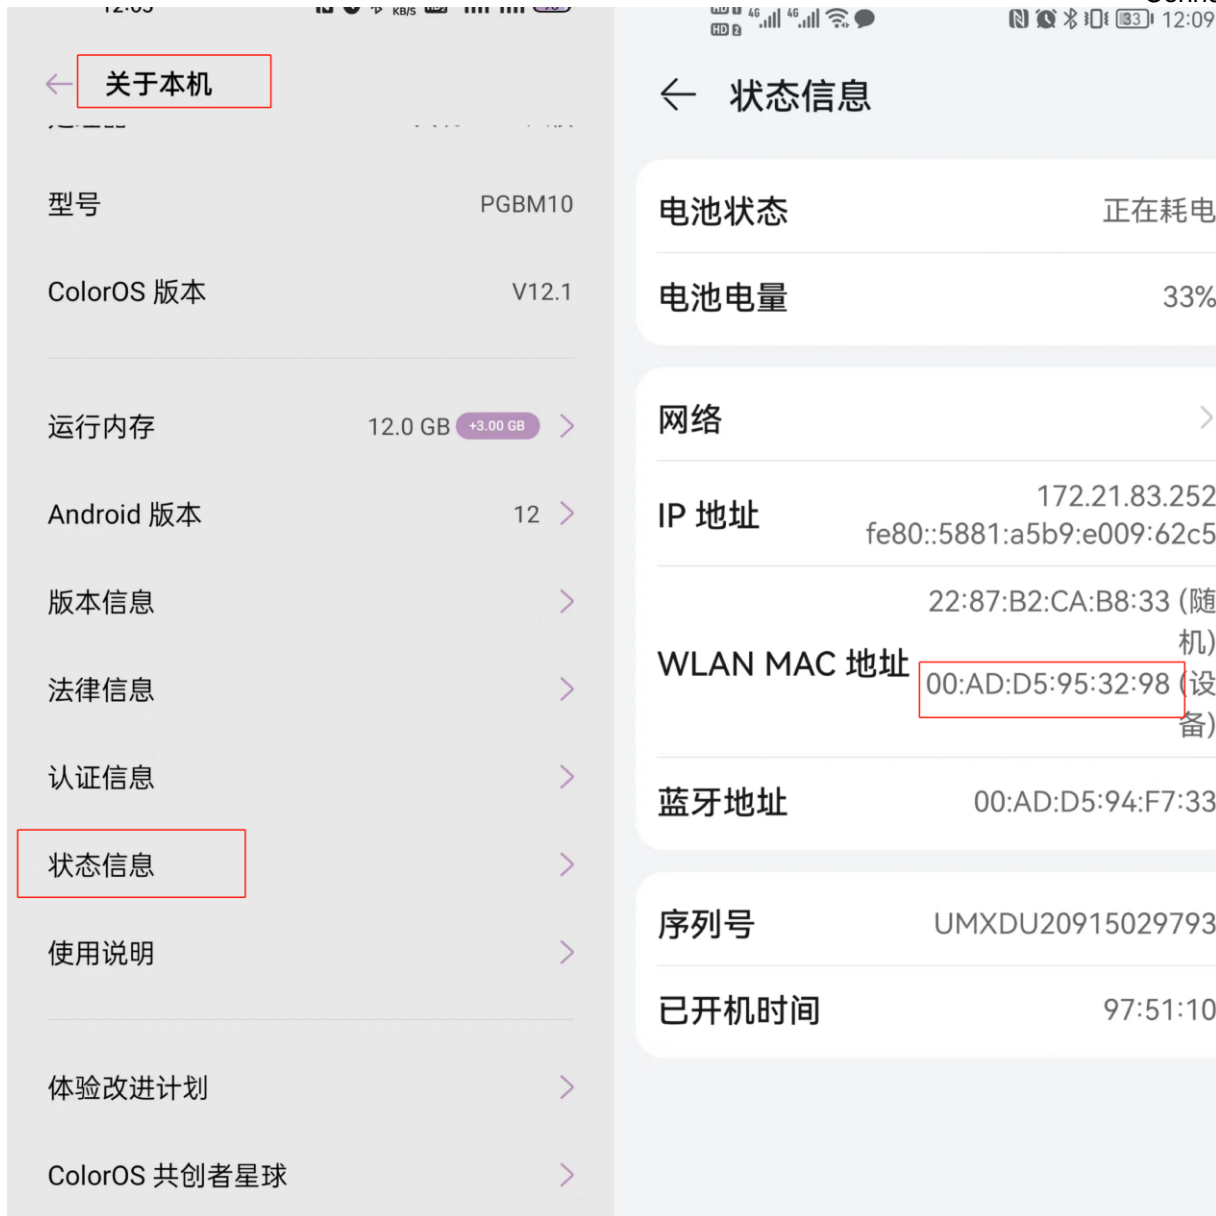 KB/S
关于本机
型号
PGBM10
ColorOS 版本
V12.1
运行内存
12.0 GB
+3.00 GB
Android 版本
12
版本信息
法律信息
认证信息
状态信息
使用说明
体验改进计划
ColorOS 共创者星球
4G
4G
HD 2
33
12:09
状态信息
电池状态
正在耗电
电池电量
33%
网络
IP 地址
172.21.83.252
fe80::5881:a5b9:e009:62c5
WLAN MAC 地址
22:87:B2:CA:B8:33 (随
机)
00:AD:D5:95:32:98 (设
备)
蓝牙地址
00:AD:D5:94:F7:33
序列号
UMXDU20915029793
已开机时间
97:51:10